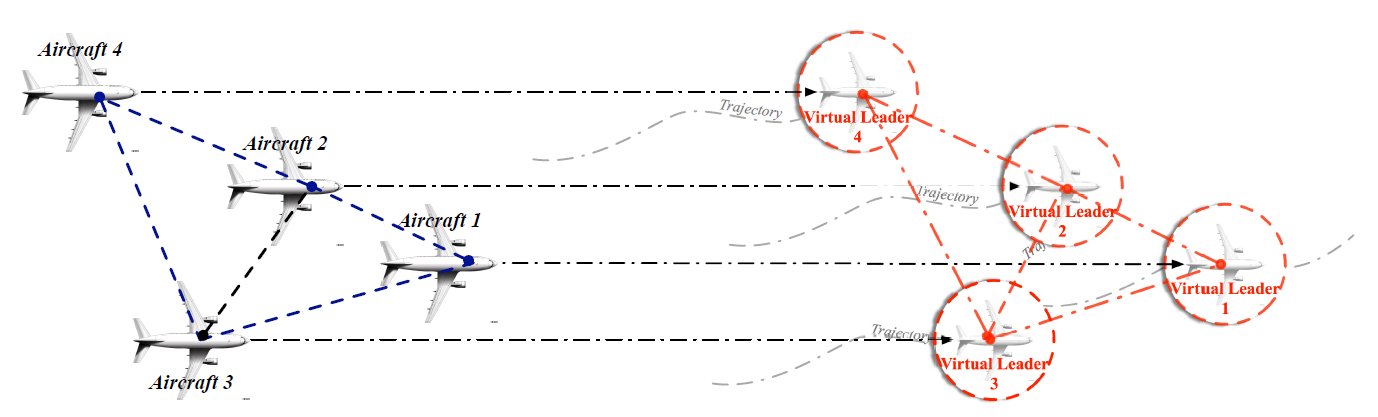 Aircraft 4
Trajectory
Virtual Leader
4
Aircraft 2
Trajectory
Virtual Leader
2
Aircraft 1
Virtual Leader
1
Trajectory
Virtual Leader
3
Aircraft 3